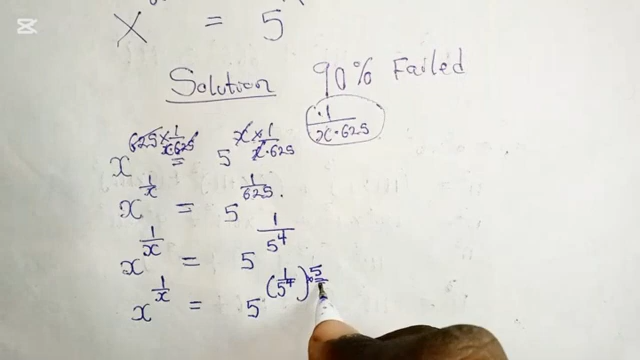 x = 5
Solution 90% Failed
x^(625×1/x·625) = 5^(x×1/x·625) (·1/x·625)
x^(1/x) = 5^(1/625).
x^(1/x) = 5^(1/5^4)
x^(1/x) = 5^(1/5^4)×5